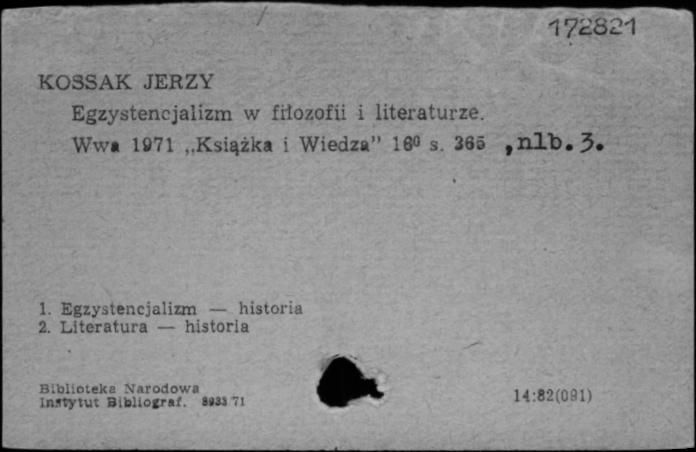 172821
KOSSAK JERZY
Egzystencjalizm w filozofii i literaturze.
Wwa 1971 „Książka i Wiedza” 16⁰ s. 365 , nlb. 3.
1. Egzystencjalizm — historia
2. Literatura — historia
Biblioteka Narodowa
Instytut Bibliograf. 8933/71
14:82(091)